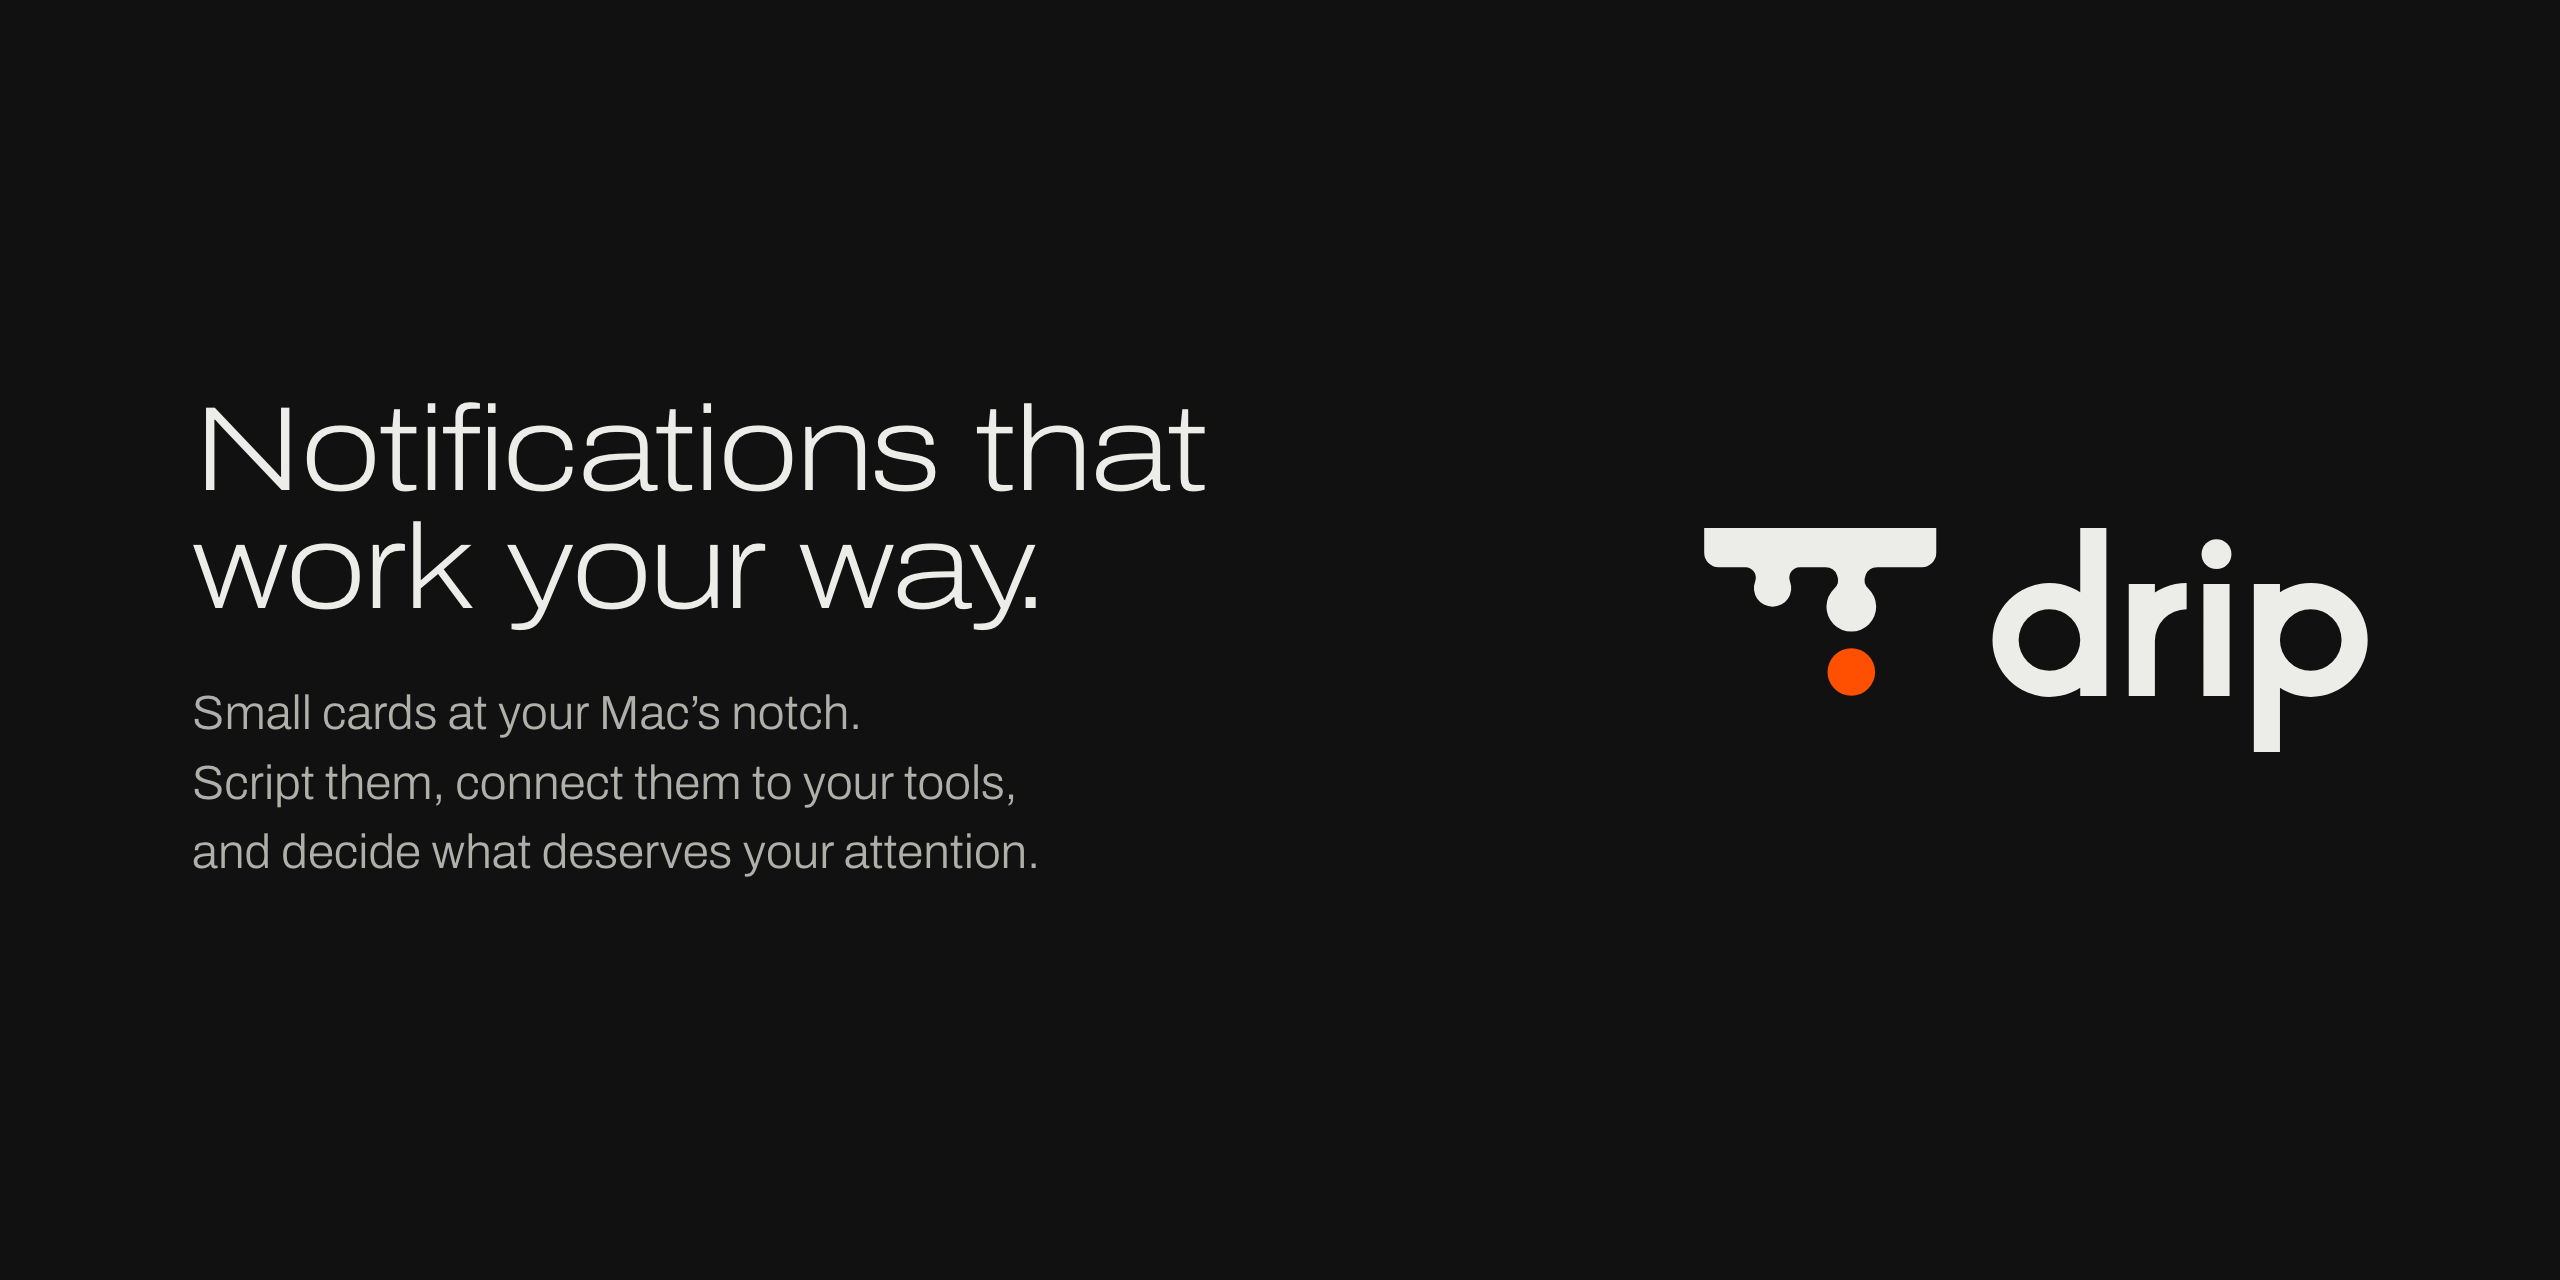 Notifications that
work your way.
Small cards at your Mac’s notch.
Script them, connect them to your tools,
and decide what deserves your attention.
drip